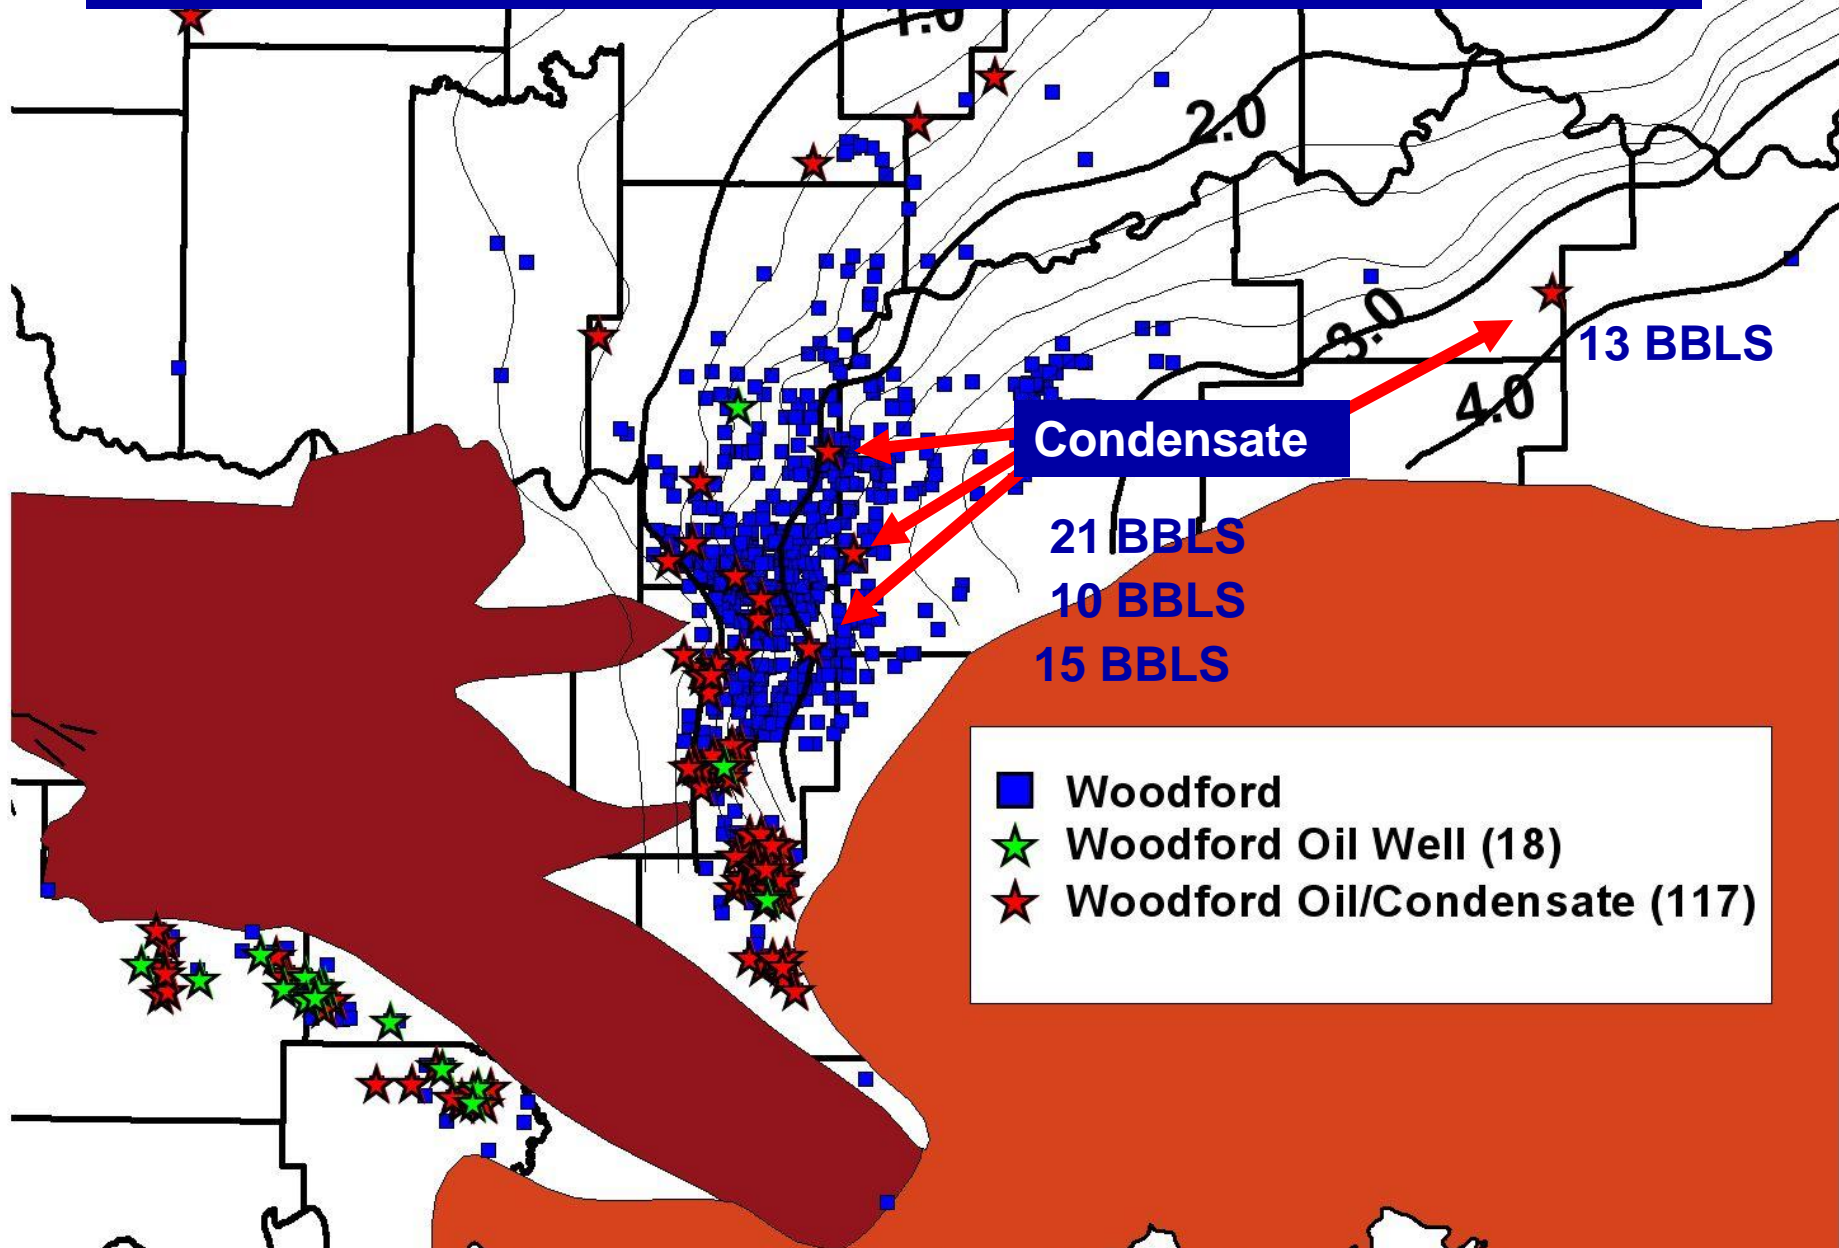 1.0
2.0
3.0
13 BBLS
4.0
Condensate
21 BBLS
10 BBLS
15 BBLS
Woodford
Woodford Oil Well (18)
Woodford Oil/Condensate (117)